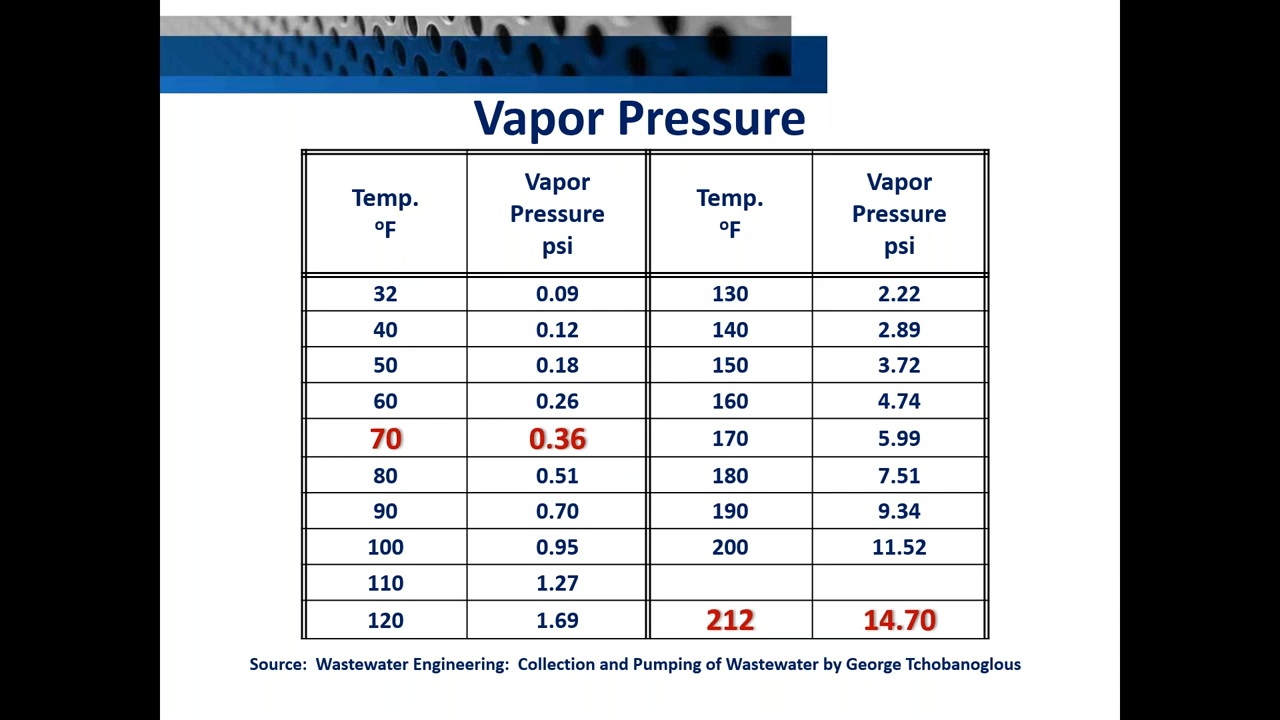 Vapor Pressure
Temp. ºF Vapor Pressure psi Temp. ºF Vapor Pressure psi
32 0.09 130 2.22
40 0.12 140 2.89
50 0.18 150 3.72
60 0.26 160 4.74
70 0.36 170 5.99
80 0.51 180 7.51
90 0.70 190 9.34
100 0.95 200 11.52
110 1.27
120 1.69 212 14.70
Source: Wastewater Engineering: Collection and Pumping of Wastewater by George Tchobanoglous